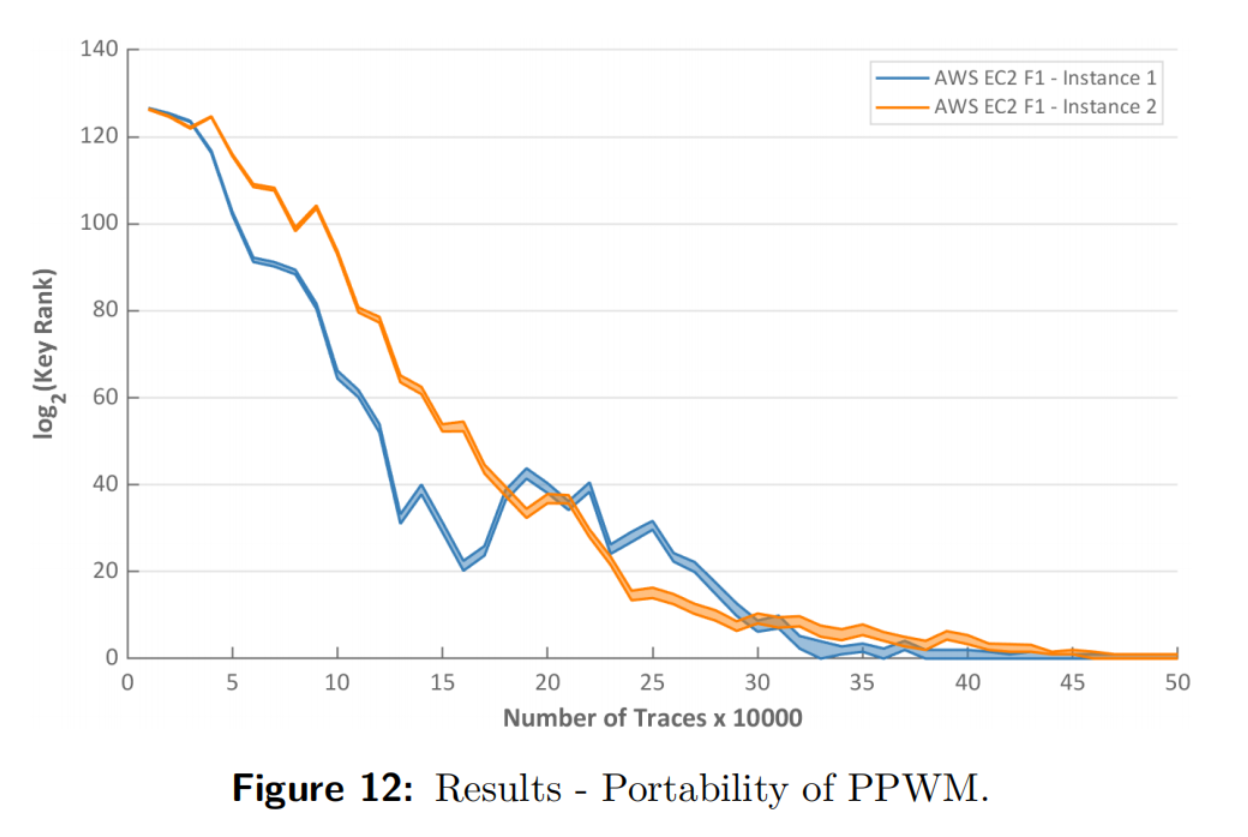 140
120
100
80
60
40
20
0
log2(Key Rank)
AWS EC2 F1 - Instance 1
AWS EC2 F1 - Instance 2
0 5 10 15 20 25 30 35 40 45 50
Number of Traces x 10000
Figure 12: Results - Portability of PPWM.